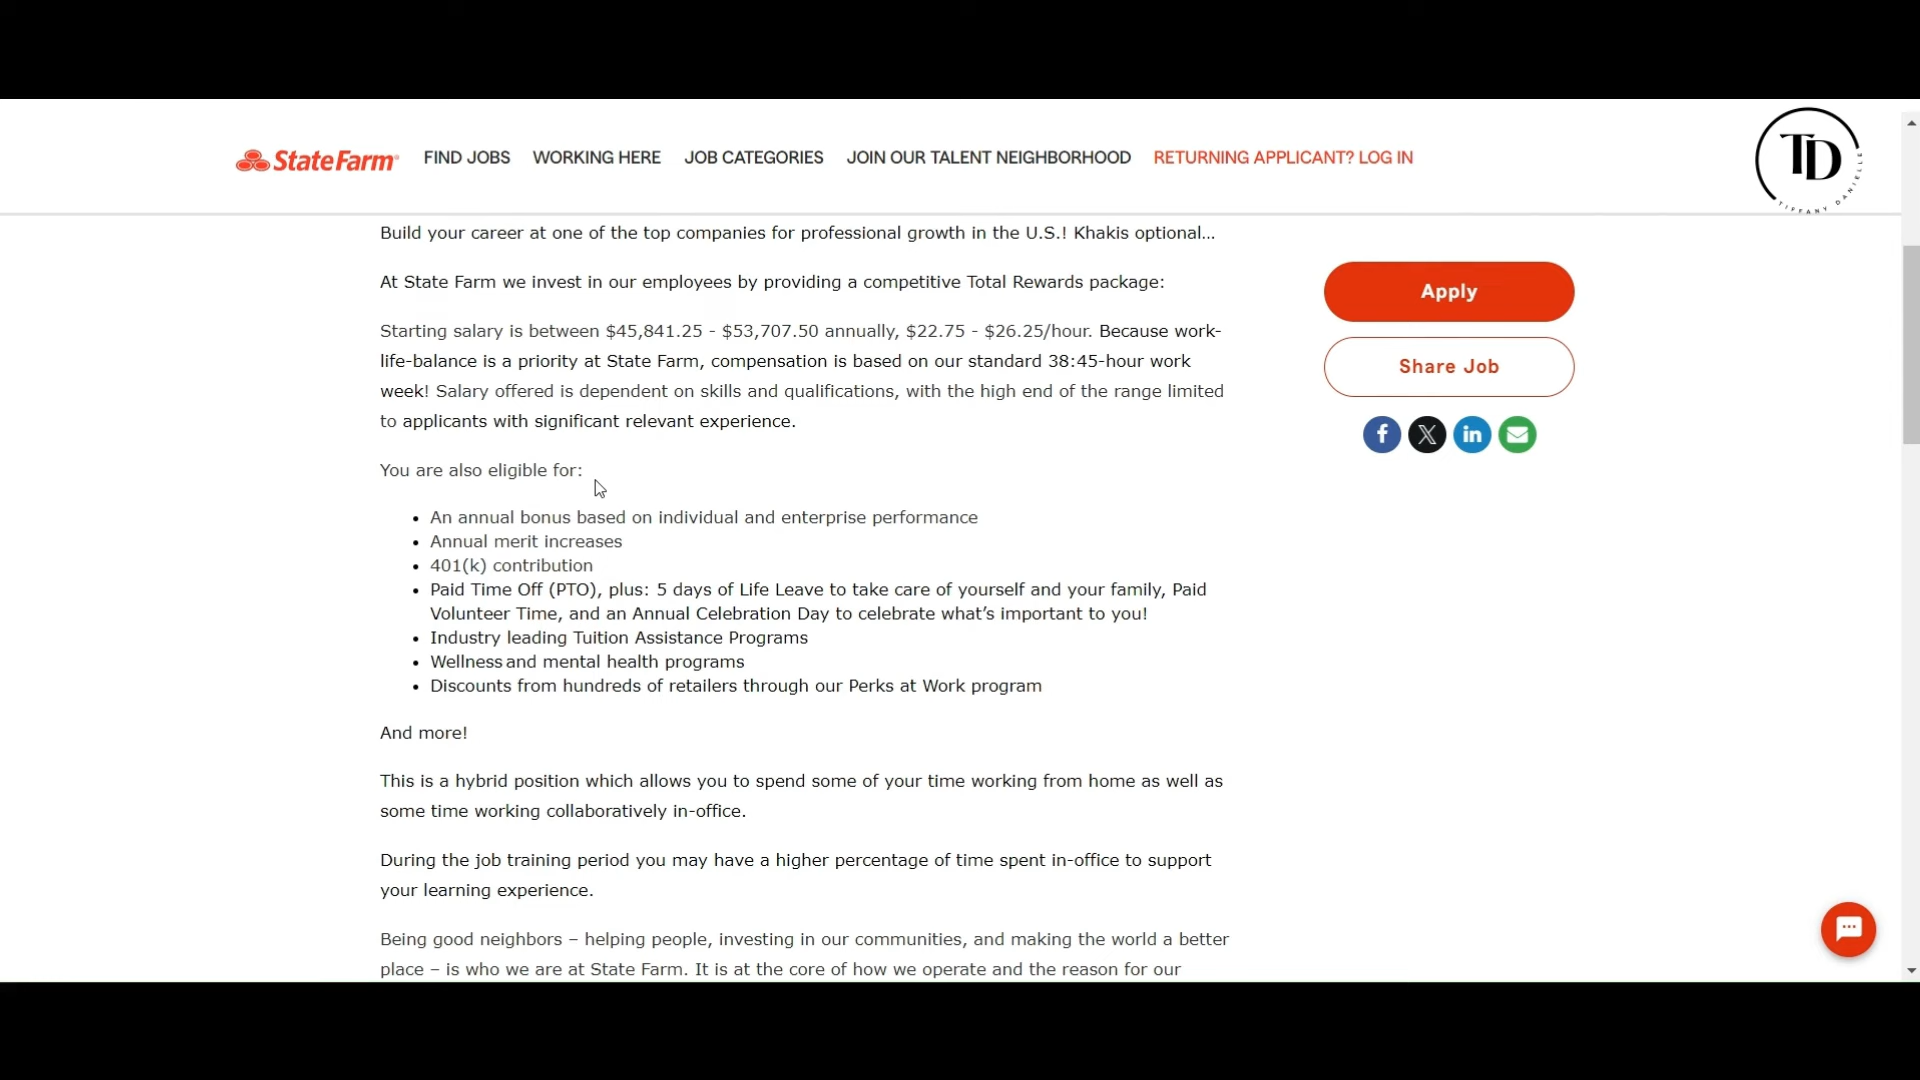 StateFarm®
FIND JOBS
WORKING HERE
JOB CATEGORIES
JOIN OUR TALENT NEIGHBORHOOD
RETURNING APPLICANT? LOG IN
TD
TIFFANY DANIELLE
Build your career at one of the top companies for professional growth in the U.S.! Khakis optional...
At State Farm we invest in our employees by providing a competitive Total Rewards package:
Starting salary is between $45,841.25 - $53,707.50 annually, $22.75 - $26.25/hour. Because work-
life-balance is a priority at State Farm, compensation is based on our standard 38:45-hour work
week! Salary offered is dependent on skills and qualifications, with the high end of the range limited
to applicants with significant relevant experience.
You are also eligible for:
• An annual bonus based on individual and enterprise performance
• Annual merit increases
• 401(k) contribution
• Paid Time Off (PTO), plus: 5 days of Life Leave to take care of yourself and your family, Paid
Volunteer Time, and an Annual Celebration Day to celebrate what’s important to you!
• Industry leading Tuition Assistance Programs
• Wellness and mental health programs
• Discounts from hundreds of retailers through our Perks at Work program
And more!
This is a hybrid position which allows you to spend some of your time working from home as well as
some time working collaboratively in-office.
During the job training period you may have a higher percentage of time spent in-office to support
your learning experience.
Being good neighbors – helping people, investing in our communities, and making the world a better
place – is who we are at State Farm. It is at the core of how we operate and the reason for our
Apply
Share Job